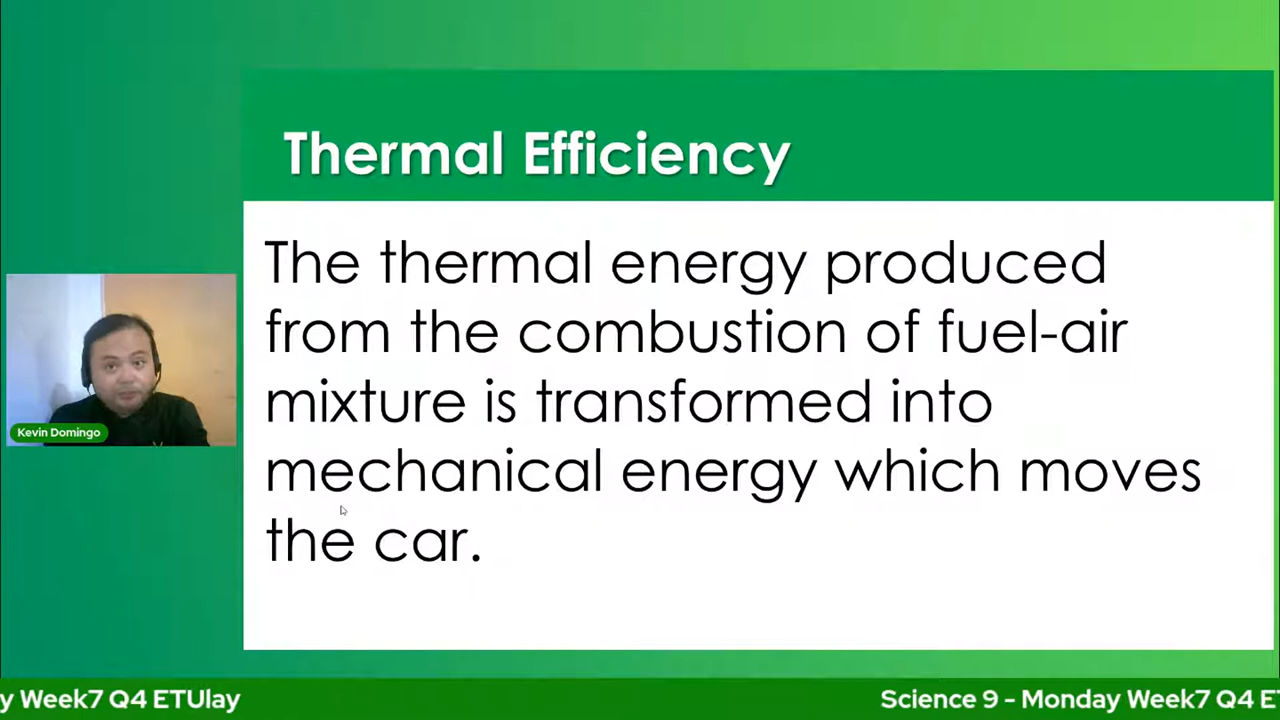 Thermal Efficiency
The thermal energy produced
from the combustion of fuel-air
mixture is transformed into
mechanical energy which moves
the car.
Kevin Domingo
y Week7 Q4 ETUlay
Science 9 - Monday Week7 Q4 ET